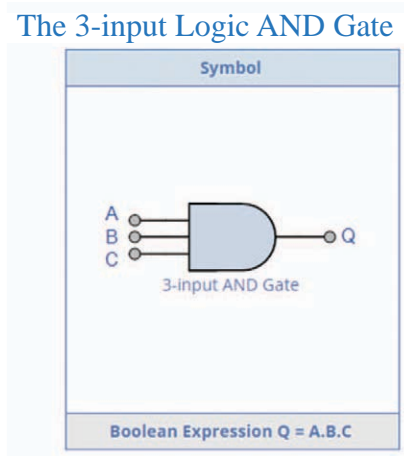 The 3-input Logic AND Gate
Symbol
A
B
C
Q
3-input AND Gate
Boolean Expression Q = A.B.C